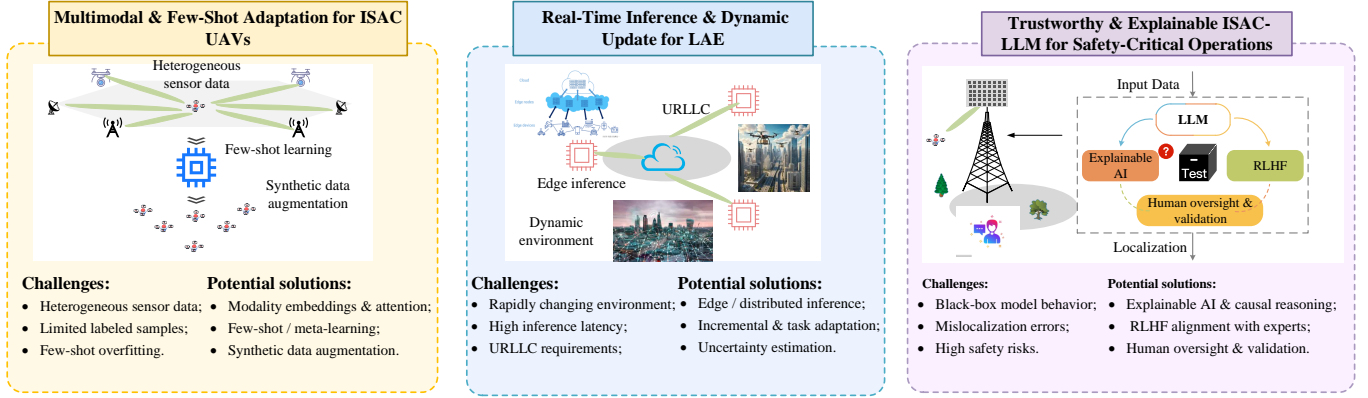 Multimodal & Few-Shot Adaptation for ISAC
UAVs
Heterogeneous
sensor data
Few-shot learning
Synthetic data
augmentation
Challenges:
Heterogeneous sensor data;
Limited labeled samples;
Few-shot overfitting.
Potential solutions:
Modality embeddings & attention;
Few-shot / meta-learning;
Synthetic data augmentation.
Real-Time Inference & Dynamic
Update for LAE
Cloud
URLLC
Edge inference
Dynamic
environment
Challenges:
Rapidly changing environment;
High inference latency;
URLLC requirements;
Potential solutions:
Edge / distributed inference;
Incremental & task adaptation;
Uncertainty estimation.
Trustworthy & Explainable ISAC-
LLM for Safety-Critical Operations
Input Data
LLM
Explainable
AI
?
Test
RLHF
Human oversight &
validation
Localization
Challenges:
Black-box model behavior;
Mislocalization errors;
High safety risks.
Potential solutions:
Explainable AI & causal reasoning;
RLHF alignment with experts;
Human oversight & validation.